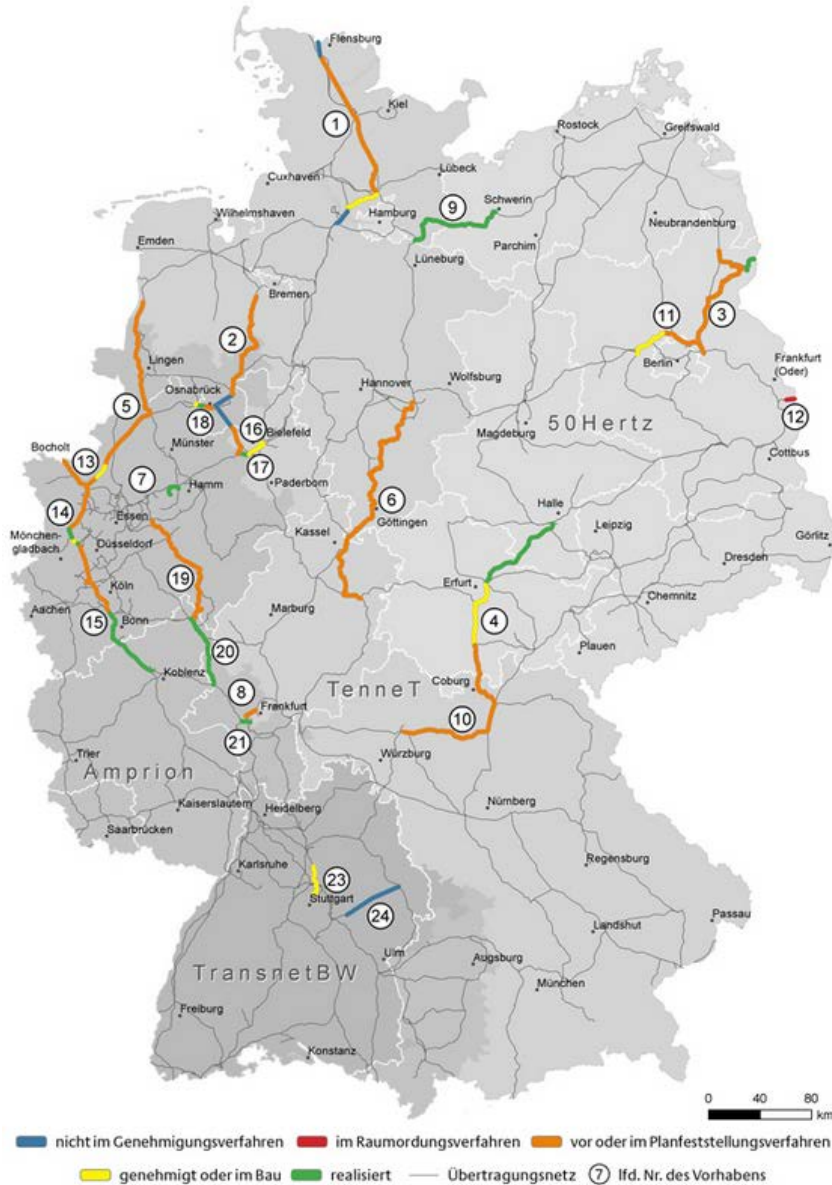 Flensburg
Kiel
1
Rostock
Greifswald
Cuxhaven
Lübeck
9
Schwerin
Wilhelmshaven
Hamburg
Neubrandenburg
Emden
Parchim
Lüneburg
Bremen
2
11
3
Lingen
Berlin
Frankfurt
(Oder)
Hannover
Wolfsburg
Osnabrück
5
18
16
Bielefeld
Magdeburg
50Hertz
12
Bocholt
Münster
17
Cottbus
13
7
Hamm
Paderborn
6
Göttingen
Halle
14
Essen
Leipzig
Mönchen-
gladbach
Düsseldorf
Kassel
Görlitz
Dresden
19
Erfurt
Köln
Chemnitz
Aachen
15
Bonn
Marburg
4
20
Plauen
Koblenz
8
TenneT
Coburg
Frankfurt
10
21
Trier
Würzburg
Amprion
Kaiserslautern
Heidelberg
Nürnberg
Saarbrücken
Karlsruhe
23
Regensburg
Stuttgart
24
Passau
Landshut
Ulm
Augsburg
TransnetBW
München
Freiburg
Konstanz
0 40 80
km
nicht im Genehmigungsverfahren im Raumordungsverfahren vor oder im Planfeststellungsverfahren
genehmigt oder im Bau realisiert Übertragungsnetz 7 lfd. Nr. des Vorhabens